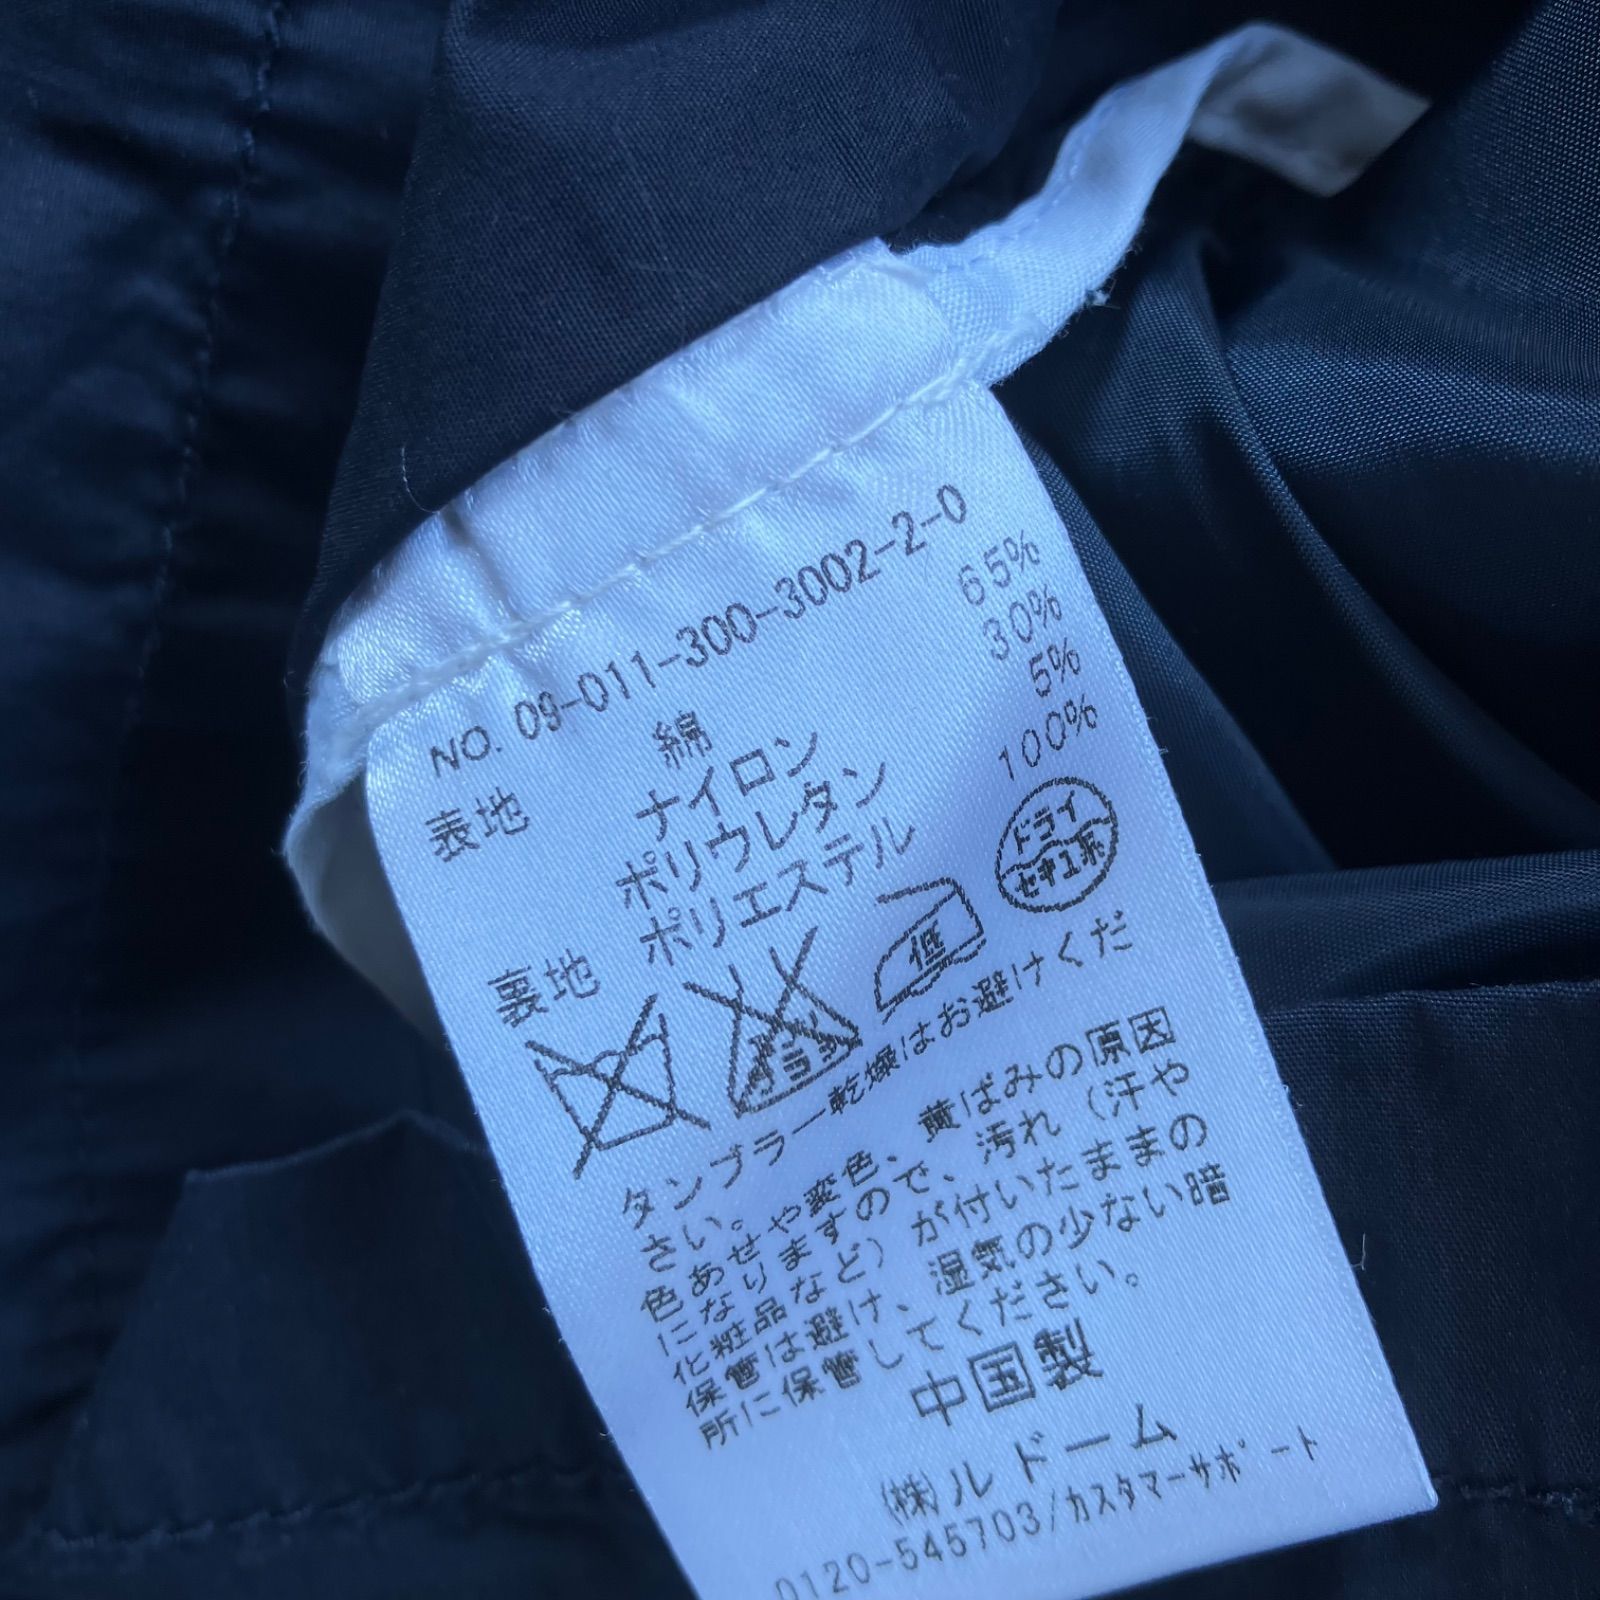 NO. 09-011-300-3002-2-0
表地 綿 65%
ナイロン 30%
ポリウレタン 5%
裏地 ポリエステル 100%
エンソ
サラシ
低
ドライ
セキユ系
タンブラー乾燥はお避けくだ
さい。
色あせや変色、黄ばみの原因
になりますので、汚れ（汗や
化粧品など）が付いたままの
保管は避け、湿気の少ない暗
所に保管してください。
中国製
(株)ルドーム
0120-545703/カスタマーサポート